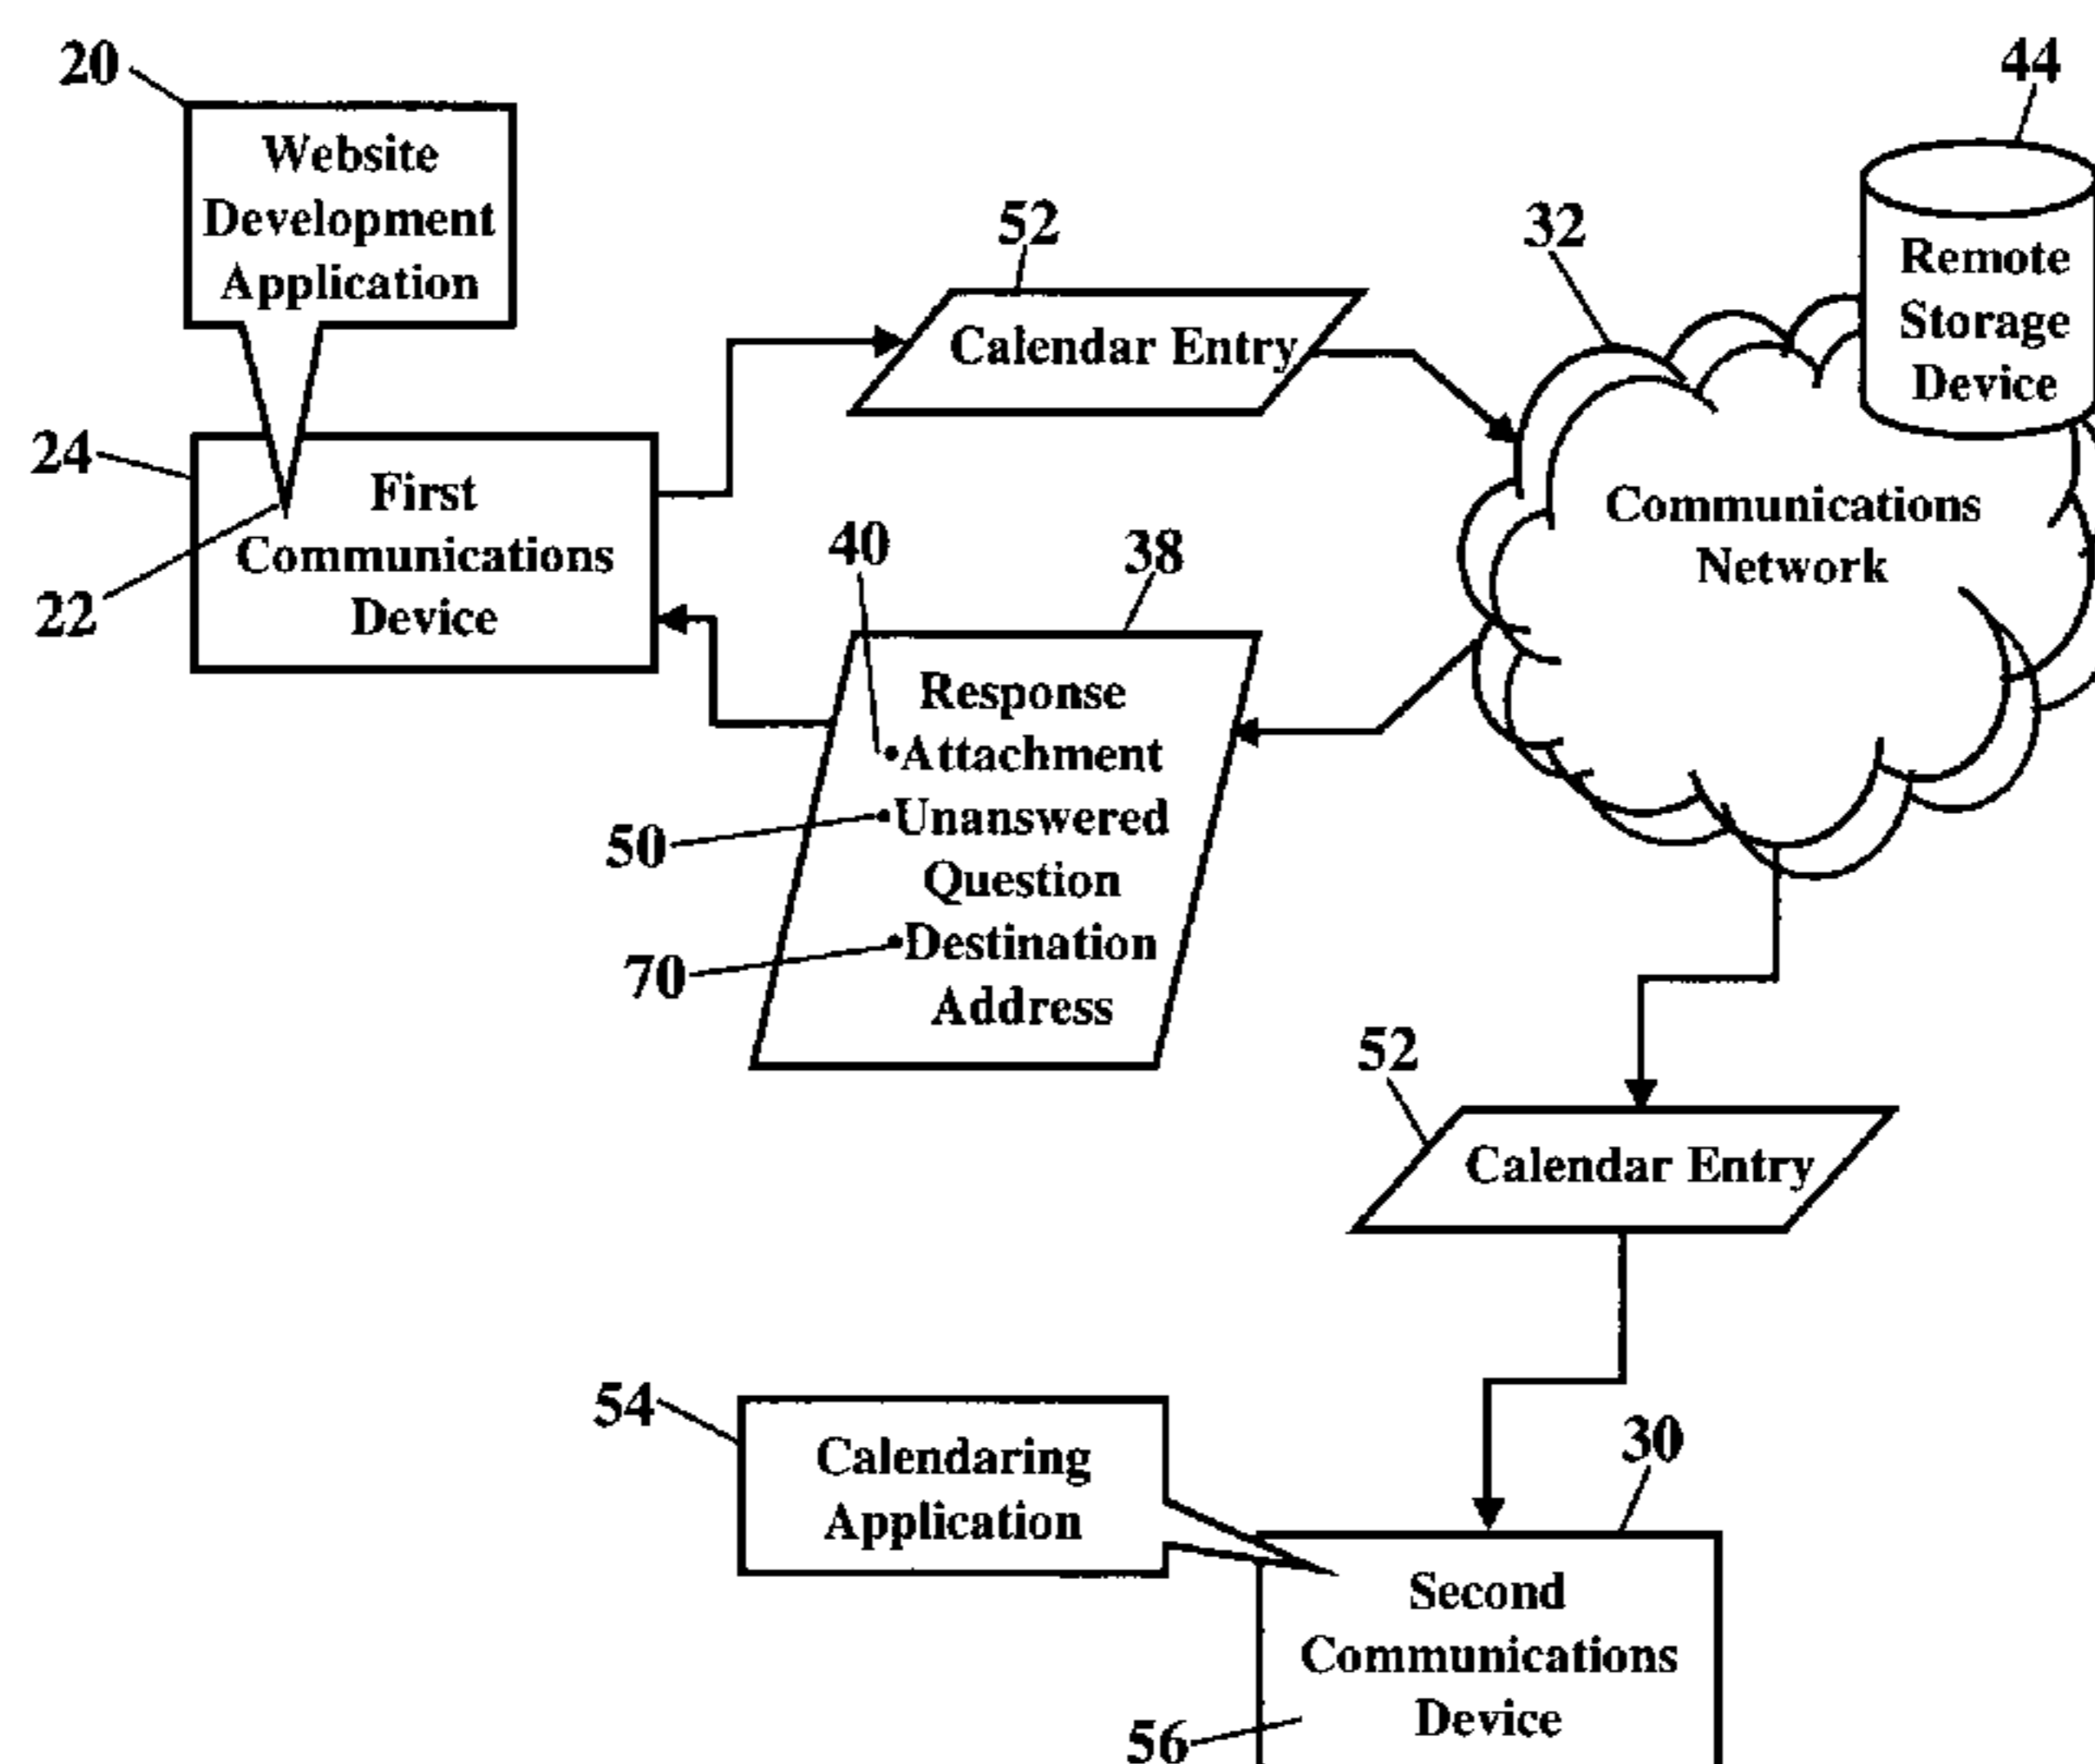 20
Website
Development
Application
44
52
Calendar Entry
32
Remote
Storage
Device
24
First
Communications
Device
22
Communications
Network
40
38
Response
•Attachment
•Unanswered
Question
•Destination
Address
50
70
52
Calendar Entry
54
Calendaring
Application
30
Second
Communications
Device
56